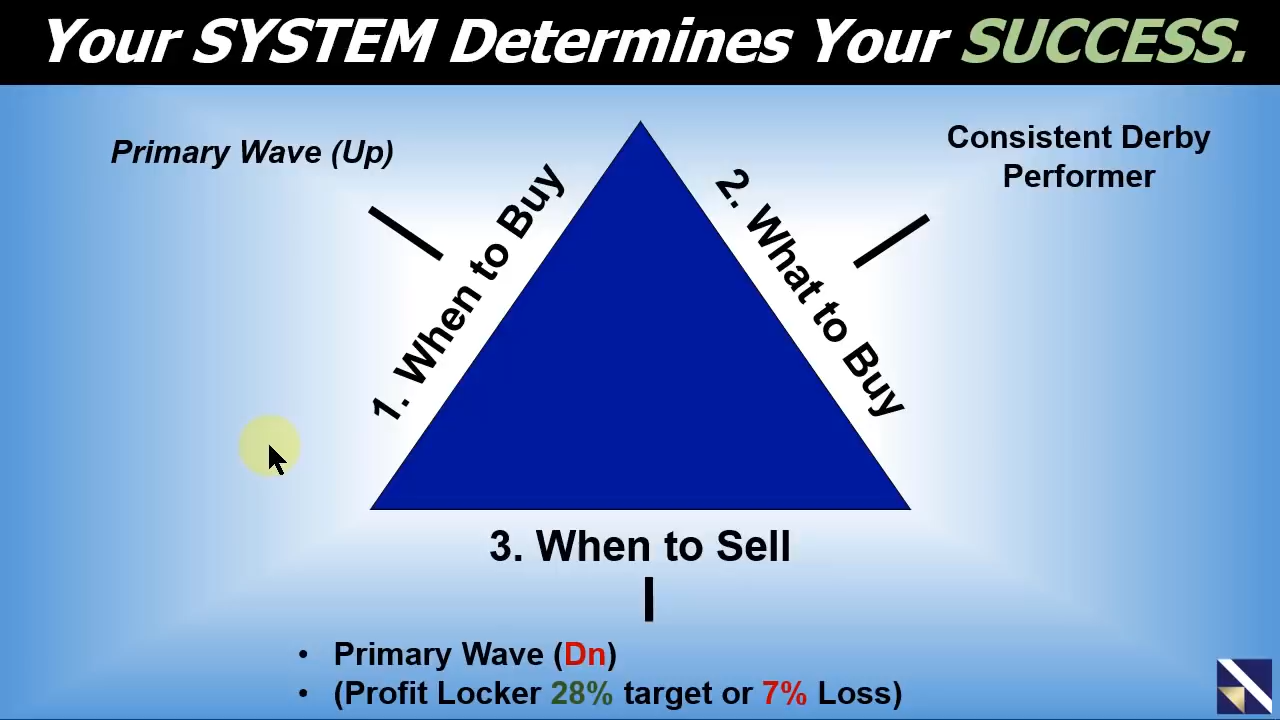 Your SYSTEM Determines Your SUCCESS.
Primary Wave (Up)
Consistent Derby
Performer
1. When to Buy
2. What to Buy
3. When to Sell
• Primary Wave (Dn)
• (Profit Locker 28% target or 7% Loss)